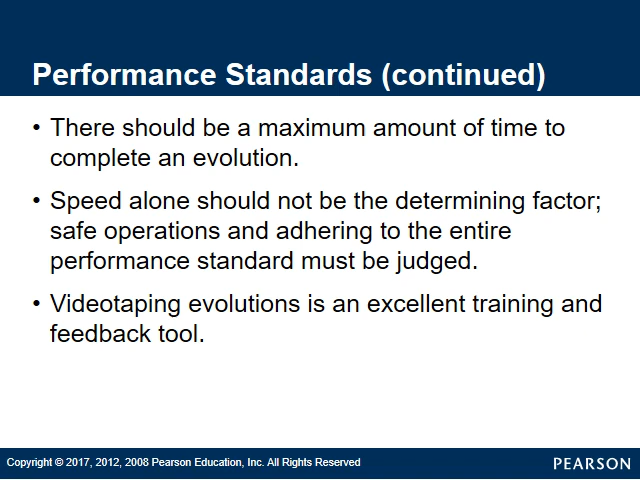 Performance Standards (continued)
• There should be a maximum amount of time to
complete an evolution.
• Speed alone should not be the determining factor;
safe operations and adhering to the entire
performance standard must be judged.
• Videotaping evolutions is an excellent training and
feedback tool.
Copyright © 2017, 2012, 2008 Pearson Education, Inc. All Rights Reserved
PEARSON